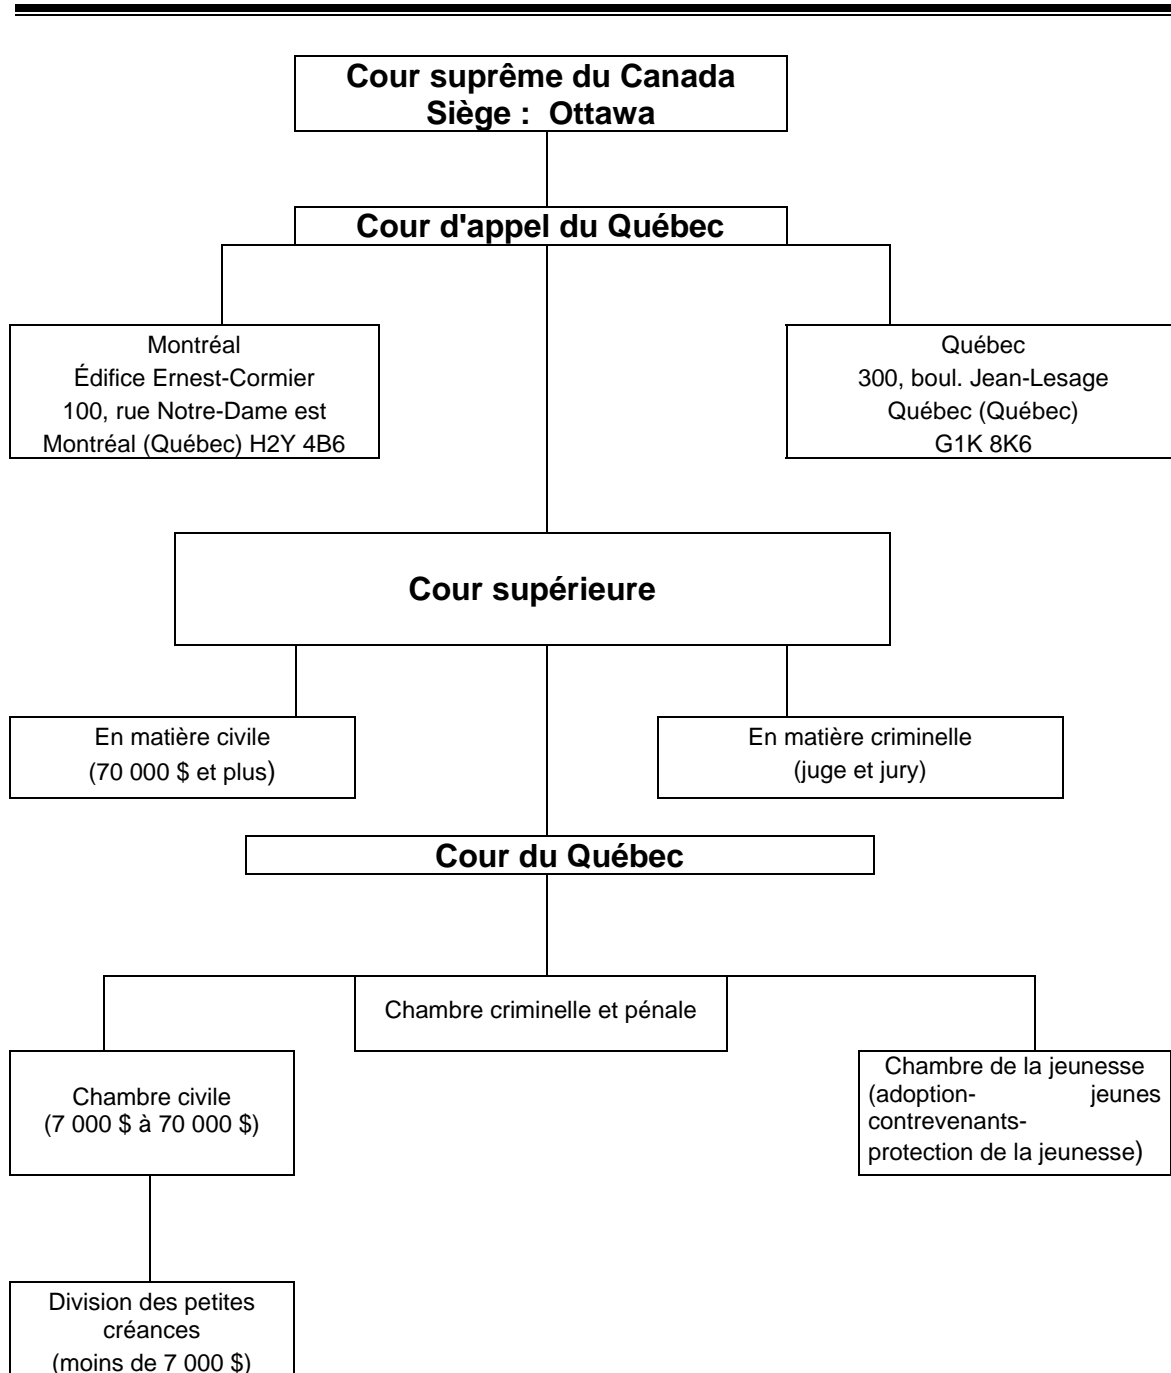 Cour suprême du Canada
Siège : Ottawa
Cour d'appel du Québec
Montréal
Édifice Ernest-Cormier
100, rue Notre-Dame est
Montréal (Québec) H2Y 4B6
Québec
300, boul. Jean-Lesage
Québec (Québec)
G1K 8K6
Cour supérieure
En matière civile
(70 000 $ et plus)
En matière criminelle
(juge et jury)
Cour du Québec
Chambre criminelle et pénale
Chambre civile
(7 000 $ à 70 000 $)
Chambre de la jeunesse
(adoption- jeunes
contrevenants-
protection de la jeunesse)
Division des petites
créances
(moins de 7 000 $)